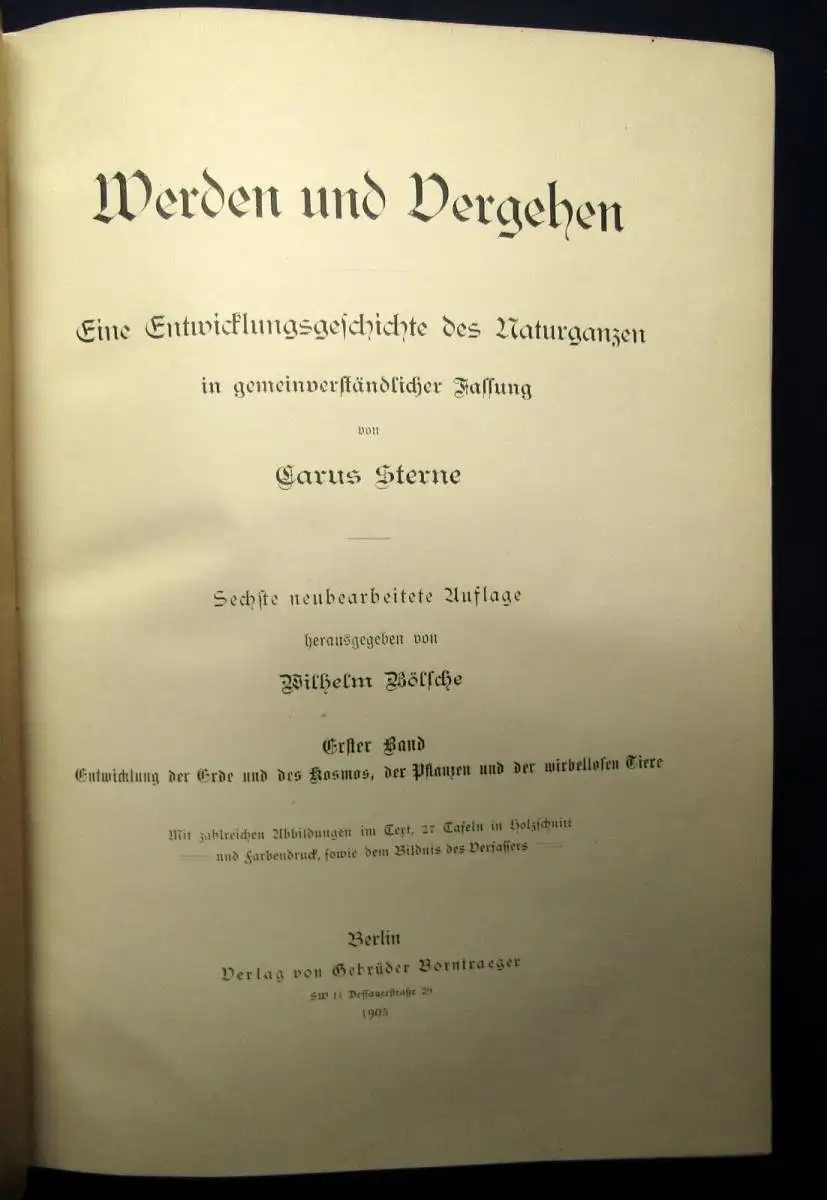 Werden und Vergehen
Eine Entwicklungsgeschichte des Naturganzen
in gemeinverständlicher Fassung
von
Carus Sterne
Sechste neubearbeitete Auflage
herausgegeben von
Wilhelm Bölsche
Erster Band
Entwicklung der Erde und des Kosmos, der Pflanzen und der wirbellosen Tiere
Mit zahlreichen Abbildungen im Text, 27 Tafeln in Holzschnitt
und Farbendruck, sowie dem Bildnis des Verfassers
Berlin
Verlag von Gebrüder Borntraeger
SW 11 Dessauerstraße 29
1905